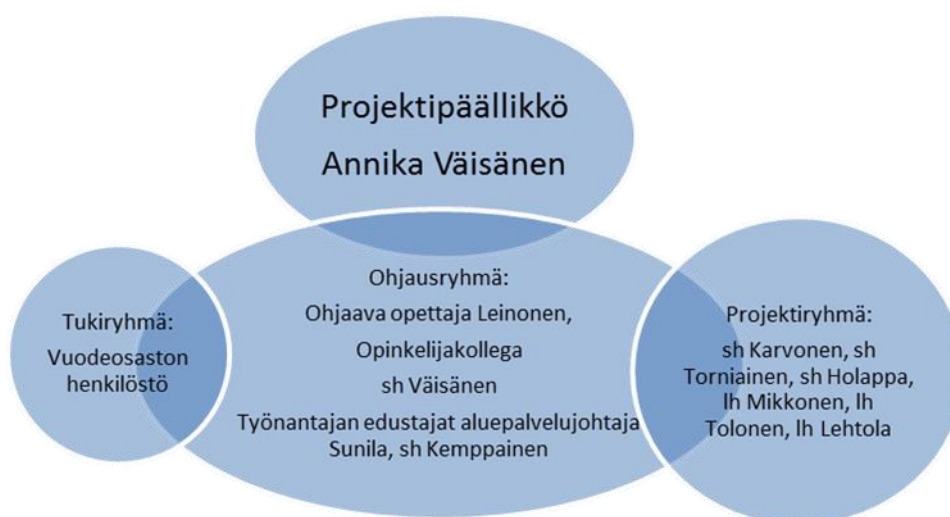 Projektipäällikkö
Annika Väisänen
Tukiryhmä:
Vuodeosaston
henkilöstö
Ohjausryhmä:
Ohjaava opettaja Leinonen,
Opinkelijakollega
sh Väisänen
Työnantajan edustajat aluepalvelujohtaja
Sunila, sh Kemppainen
Projektiryhmä:
sh Karvonen, sh
Torniainen, sh Holappa,
lh Mikkonen, lh
Tolonen, lh Lehtola